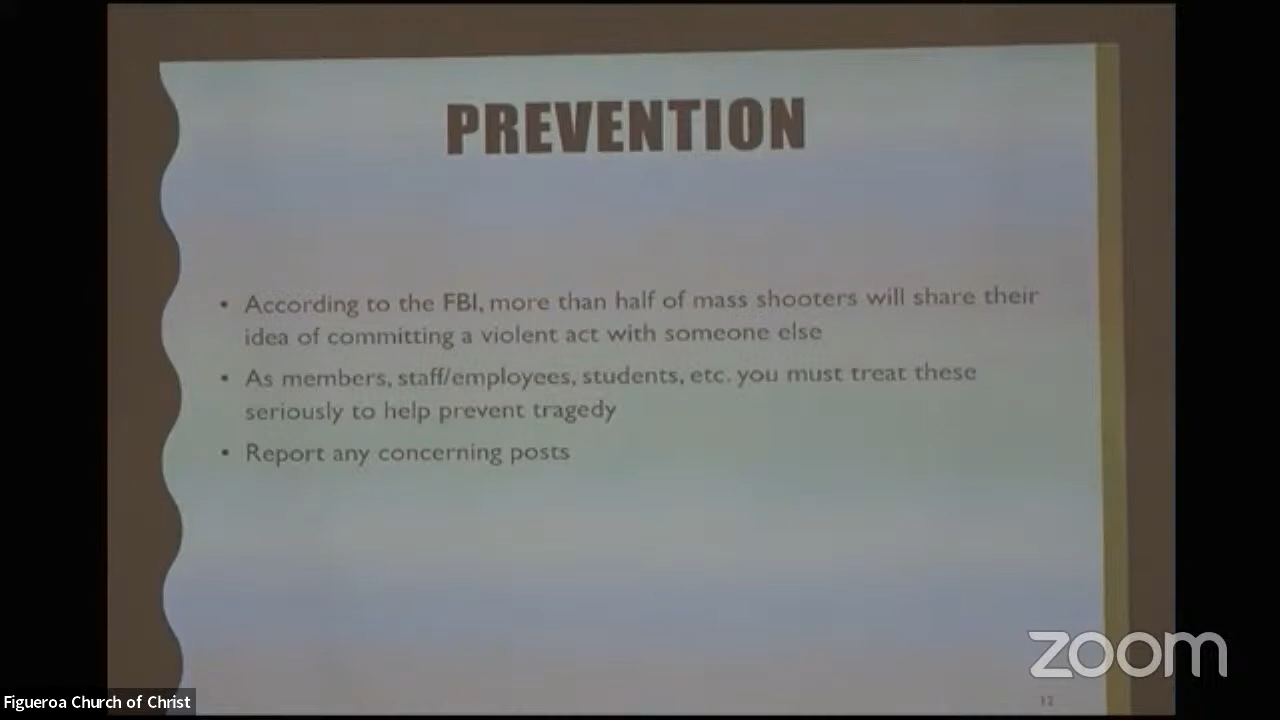 PREVENTION
• According to the FBI, more than half of mass shooters will share their
idea of committing a violent act with someone else
• As members, staff/employees, students, etc. you must treat these
seriously to help prevent tragedy
• Report any concerning posts
zoom
Figueroa Church of Christ
12